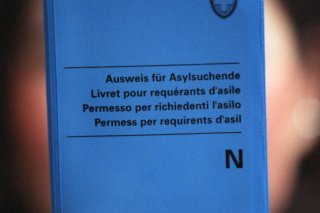 Ausweis für Asylsuchende
Livret pour requérants d'asile
Permesso per richiedenti l'asilo
Permess per requirents d'asil
N